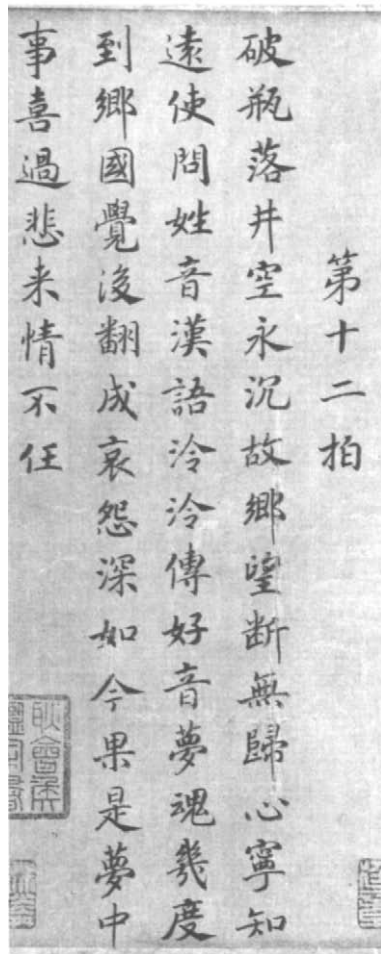 第十二拍
破瓶落井空永沉故鄉望断無歸心寧知
遠使問姓音漢語泠泠傳好音夢魂幾度
到鄉國覺後翻成哀怨深如今果是夢中
事喜過悲来情不任